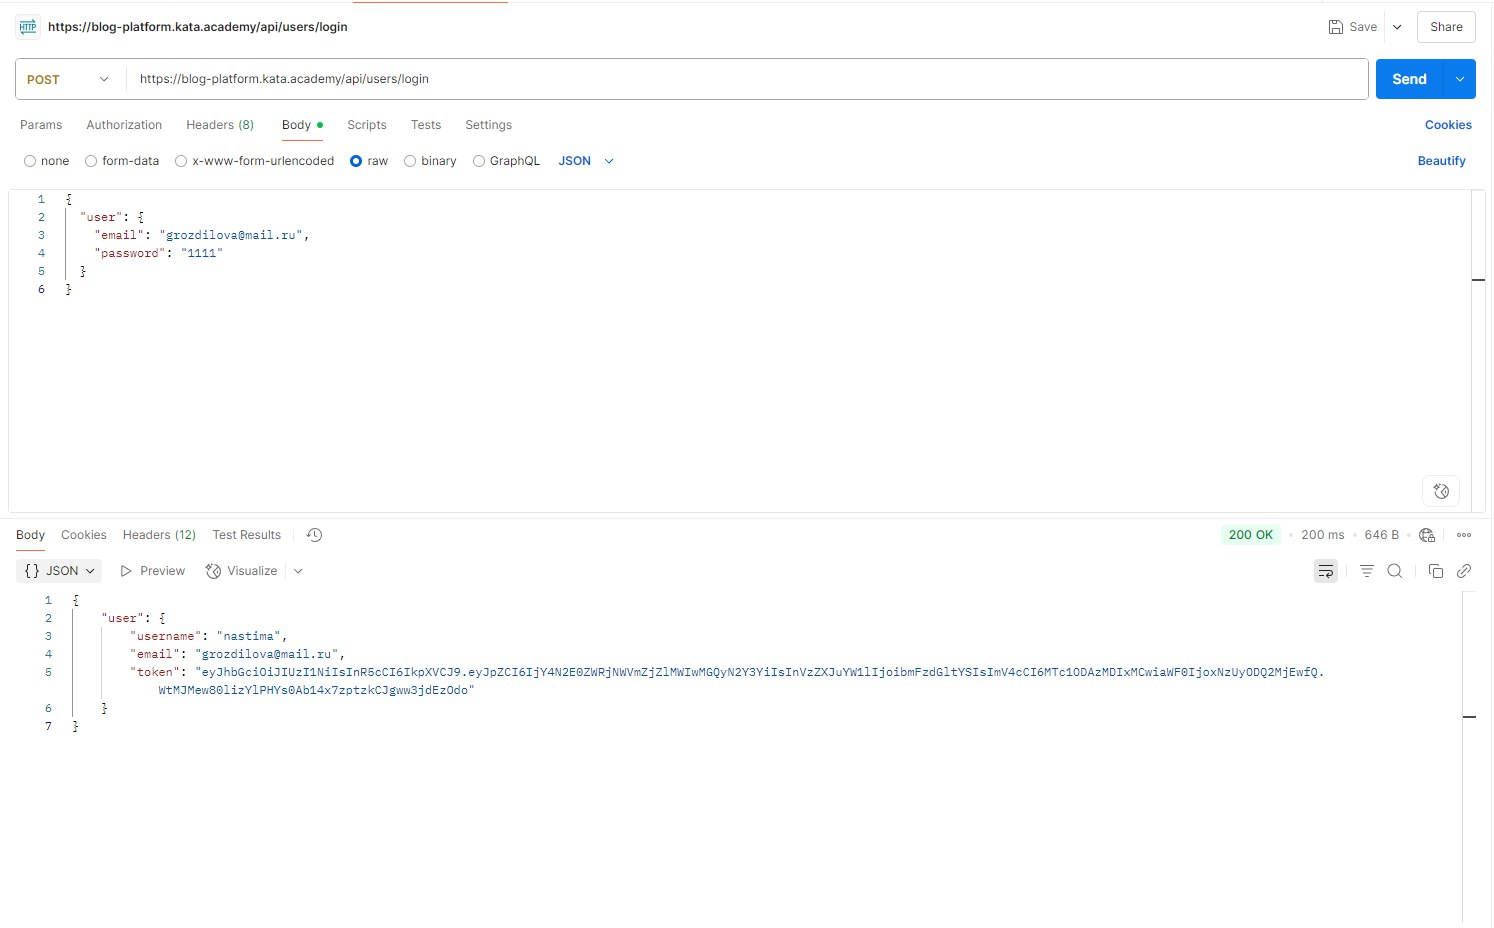 HTTP https://blog-platform.kata.academy/api/users/login Save Share
POST https://blog-platform.kata.academy/api/users/login Send
Params Authorization Headers (8) Body Scripts Tests Settings Cookies
none form-data x-www-form-urlencoded raw binary GraphQL JSON Beautify
1 {
2 "user": {
3 "email": "grozdilova@mail.ru",
4 "password": "1111"
5 }
6 }
Body Cookies Headers (12) Test Results 200 OK • 200 ms • 646 B •
{} JSON Preview Visualize
1 {
2 "user": {
3 "username": "nastima",
4 "email": "grozdilova@mail.ru",
5 "token": "eyJhbGciOiJIUzI1NiIsInR5cCI6IkpXVCJ9.eyJpZCI6IjY4N2E0ZWRjNWVmZjZlMWIwMGQyN2Y3YiIsInVzZXJuYW1lIjoibmFzdGltYSIsImV4cCI6MTc1ODAzMDIxMCwiaWF0IjoxNzUyODQ2MjEwfQ.
WtMJMew80lizYlPHYs0Ab14x7zptzkCJgww3jdEzOdo"
6 }
7 }